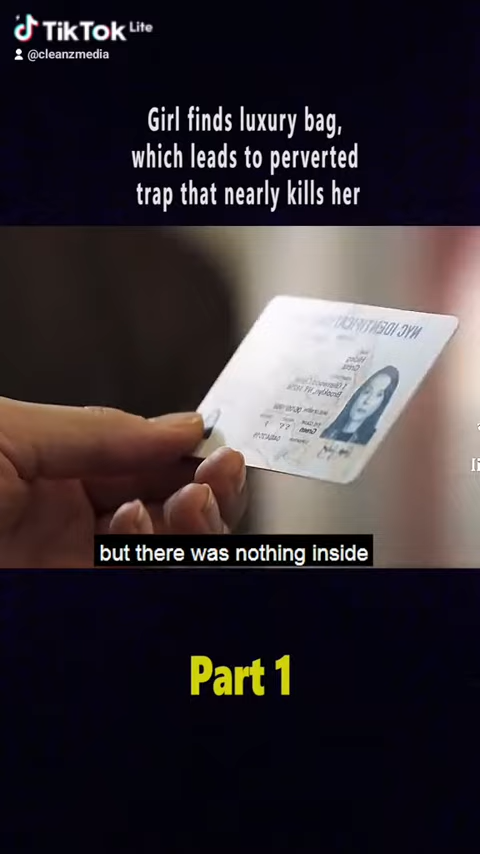 TikTok Lite
@cleanzmedia
Girl finds luxury bag,
which leads to perverted
trap that nearly kills her
NYC IDENTIFIC
but there was nothing inside
Part 1